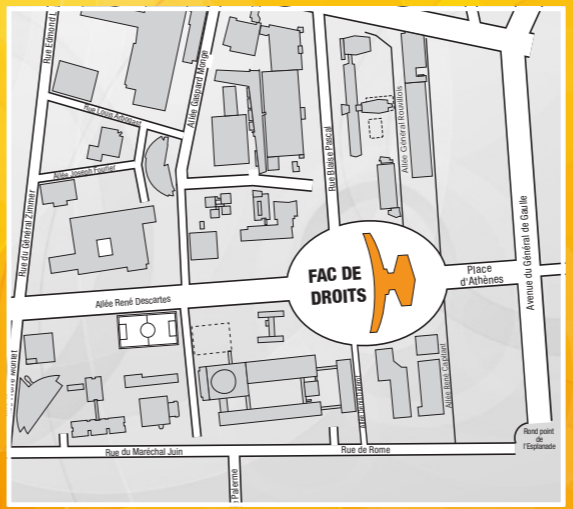 Rue Edmond L
Allée Gaspard Monge
Rue Louis Arbogast
Allée Joseph Fourier
Rue du Général Zimmer
Rue Blaise Pascal
Allée Général Rouvillois
Avenue du Général de Gaulle
FAC DE
DROITS
Place
d'Athènes
Allée René Descartes
Allée René Capitant
Rond point
de
l'Esplanade
Rue du Maréchal Juin
Rue de Rome
Palerme